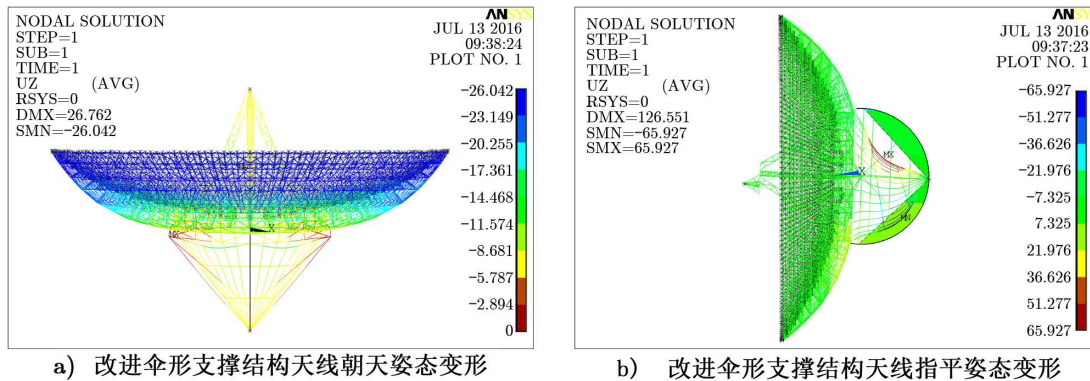 ANSYS
NODAL SOLUTION
STEP=1
SUB=1
TIME=1
UZ (AVG)
RSYS=0
DMX=26.762
SMN=-26.042
JUL 13 2016
09:38:24
PLOT NO. 1
-26.042
-23.149
-20.255
-17.361
-14.468
-11.574
-8.681
-5.787
-2.894
0
MX
X
a) 改进伞形支撑结构天线朝天姿态变形
ANSYS
NODAL SOLUTION
STEP=1
SUB=1
TIME=1
UZ (AVG)
RSYS=0
DMX=126.551
SMN=-65.927
SMX=65.927
JUL 13 2016
09:37:23
PLOT NO. 1
-65.927
-51.277
-36.626
-21.976
-7.325
7.325
21.976
36.626
51.277
65.927
MX
X
MN
b) 改进伞形支撑结构天线指平姿态变形